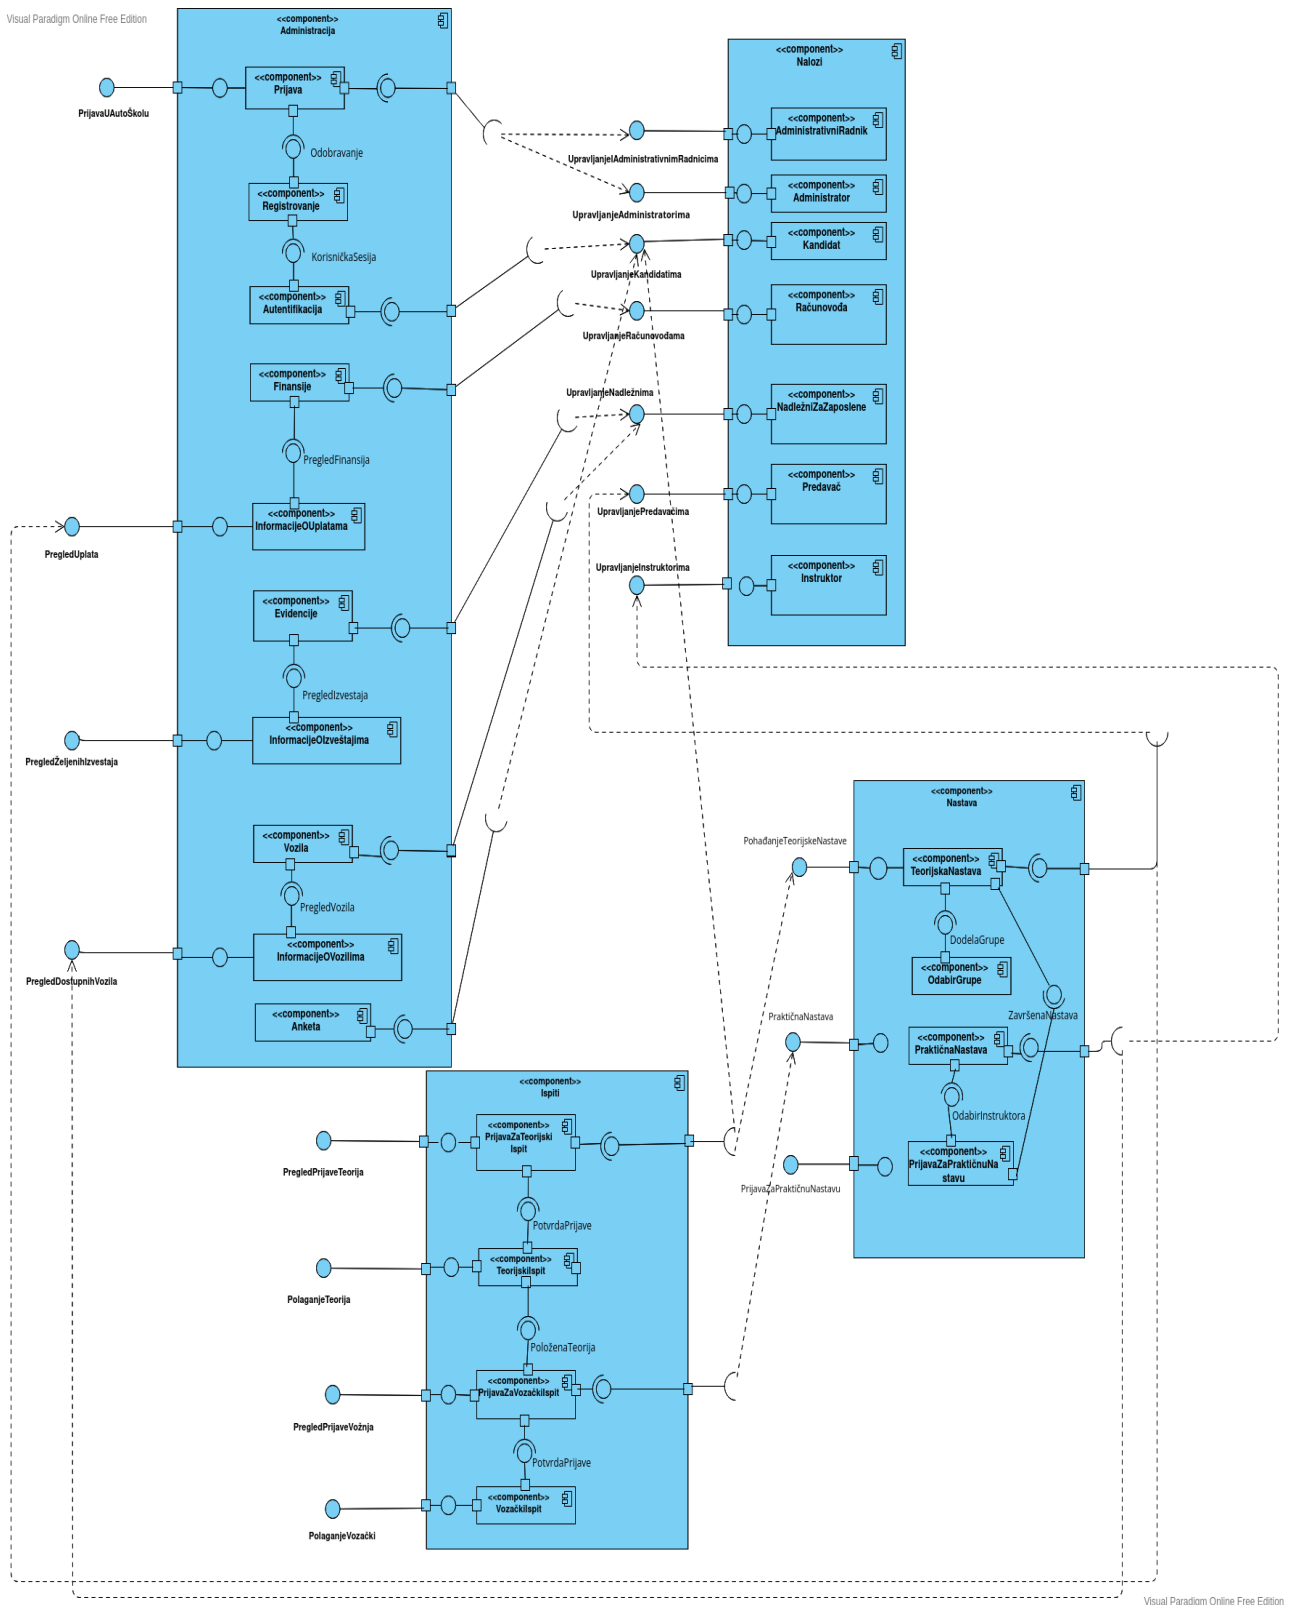 Visual Paradigm Online Free Edition
<<component>>
Administracija
<<component>>
Prijava
PrijavaUAutoŠkolu
Odobravanje
<<component>>
Registrovanje
KorisničkaSesija
<<component>>
Autentifikacija
<<component>>
Finansije
PregledFinansija
<<component>>
InformacijeOUplatama
PregledUplata
<<component>>
Evidencije
PregledIzvestaja
<<component>>
InformacijeOIzveštajima
PregledŽeljenihIzvestaja
<<component>>
Vozila
PregledVozila
<<component>>
InformacijeOVozilima
PregledDostupnihVozila
<<component>>
Anketa
<<component>>
Nalozi
<<component>>
AdministrativniRadnik
UpravljanjelAdministrativnimRadnicima
<<component>>
Administrator
UpravljanjeAdministratorima
<<component>>
Kandidat
UpravljanjeKandidatima
<<component>>
Računovođa
UpravljanjeRačunovođama
UpravljanjeNadležnima
<<component>>
NadležniZaZaposlene
<<component>>
Predavač
UpravljanjePredavačima
UpravljanjeInstruktorima
<<component>>
Instruktor
<<component>>
Nastava
PohađanjeTeorijskeNastave
<<component>>
TeorijskaNastava
DodelaGrupe
<<component>>
OdabirGrupe
ZavršenaNastava
PraktičnaNastava
<<component>>
PraktičnaNastava
OdabirInstruktora
<<component>>
PrijavaZaPraktičnuNa
stavu
PrijavaZaPraktičnuNastavu
<<component>>
Ispiti
<<component>>
PrijavaZaTeorijski
Ispit
PregledPrijaveTeorija
PotvrdaPrijave
<<component>>
TeorijskiIspit
PolaganjeTeorija
PoloženaTeorija
<<component>>
PrijavaZaVozačkiIspit
PregledPrijaveVožnja
PotvrdaPrijave
<<component>>
VozačkiIspit
PolaganjeVozački
Visual Paradigm Online Free Edition